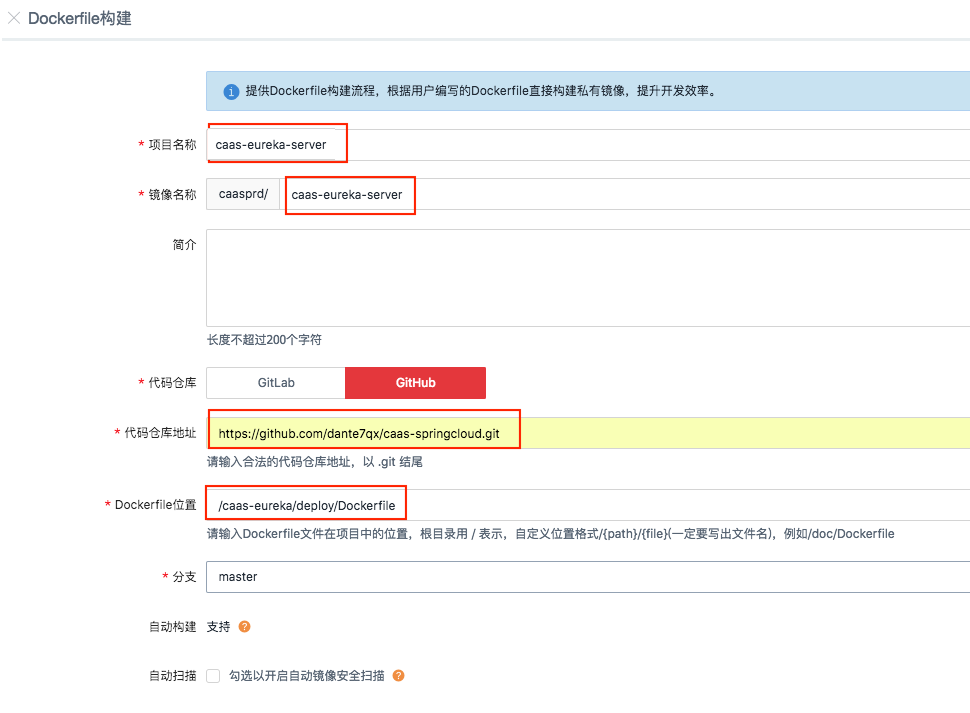 Dockerfile构建
提供Dockerfile构建流程，根据用户编写的Dockerfile直接构建私有镜像，提升开发效率。
* 项目名称 caas-eureka-server
* 镜像名称 caasprd/ caas-eureka-server
简介
长度不超过200个字符
* 代码仓库 GitLab GitHub
* 代码仓库地址 https://github.com/dante7qx/caas-springcloud.git
请输入合法的代码仓库地址，以 .git 结尾
* Dockerfile位置 /caas-eureka/deploy/Dockerfile
请输入Dockerfile文件在项目中的位置，根目录用 / 表示，自定义位置格式/{path}/{file}(一定要写出文件名)，例如/doc/Dockerfile
* 分支 master
自动构建 支持 ?
自动扫描 勾选以开启自动镜像安全扫描 ?